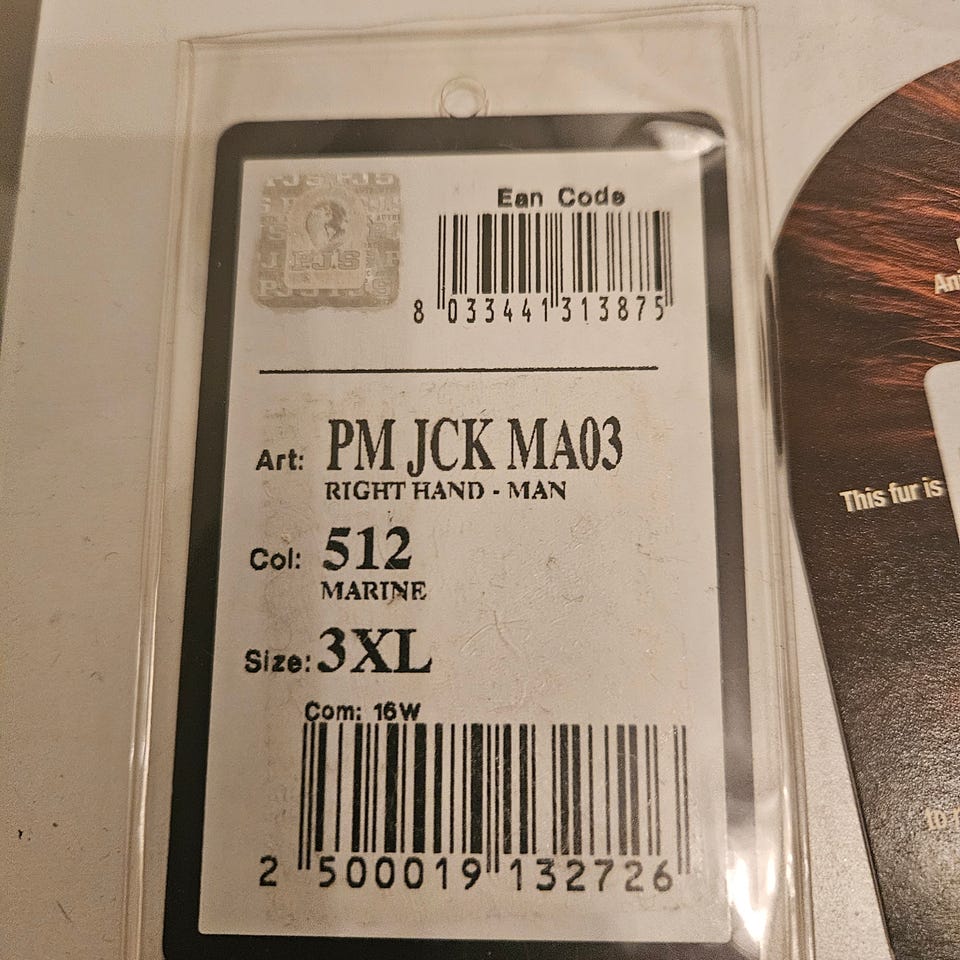 PJS
Ean Code
8 033441 313875
Art: PM JCK MA03
RIGHT HAND - MAN
Col: 512
MARINE
Size: 3XL
Com: 16W
2 500019 132726
This fur is